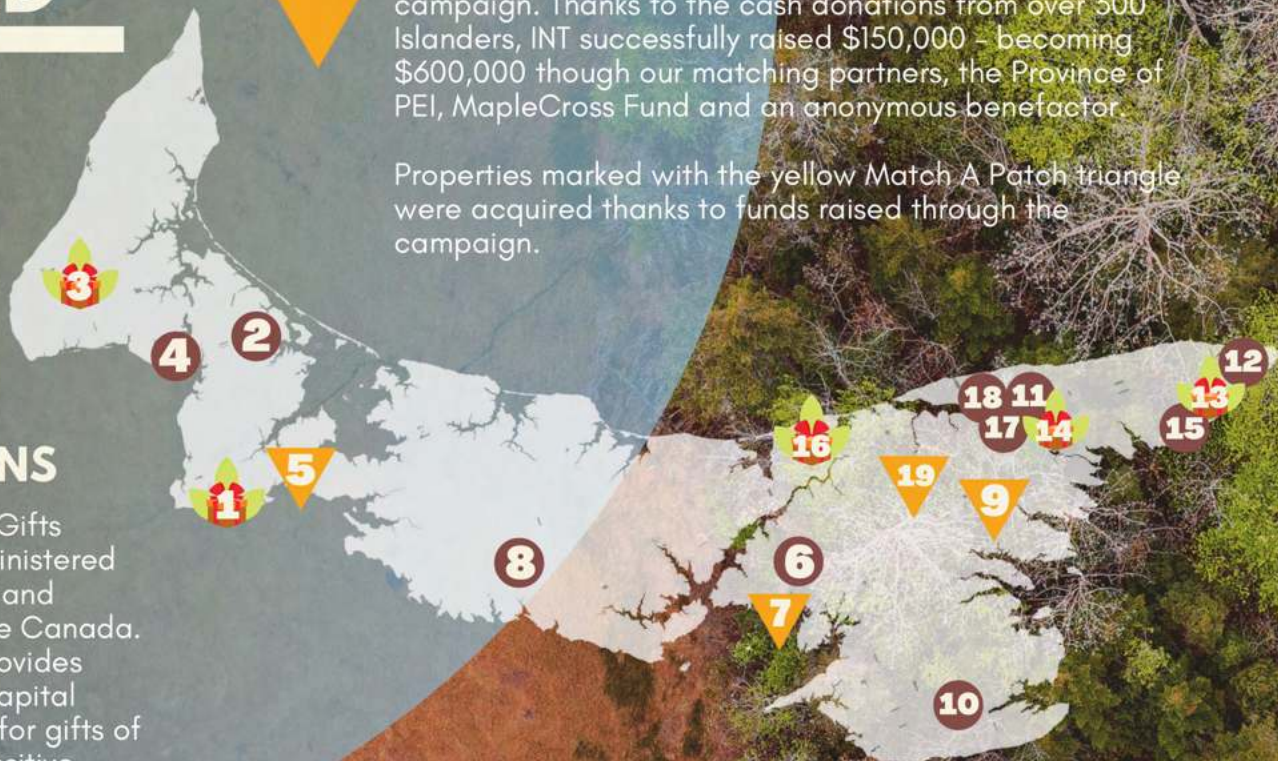 campaign. Thanks to the cash donations from over 300
Islanders, INT successfully raised $150,000 - becoming
$600,000 though our matching partners, the Province of
PEI, MapleCross Fund and an anonymous benefactor.
Properties marked with the yellow Match A Patch triangle
were acquired thanks to funds raised through the
campaign.
3
4
2
5
1
8
16
18
11
17
14
12
13
15
19
9
6
7
10
NS
Gifts
inistered
and
e Canada.
ovides
apital
for gifts of